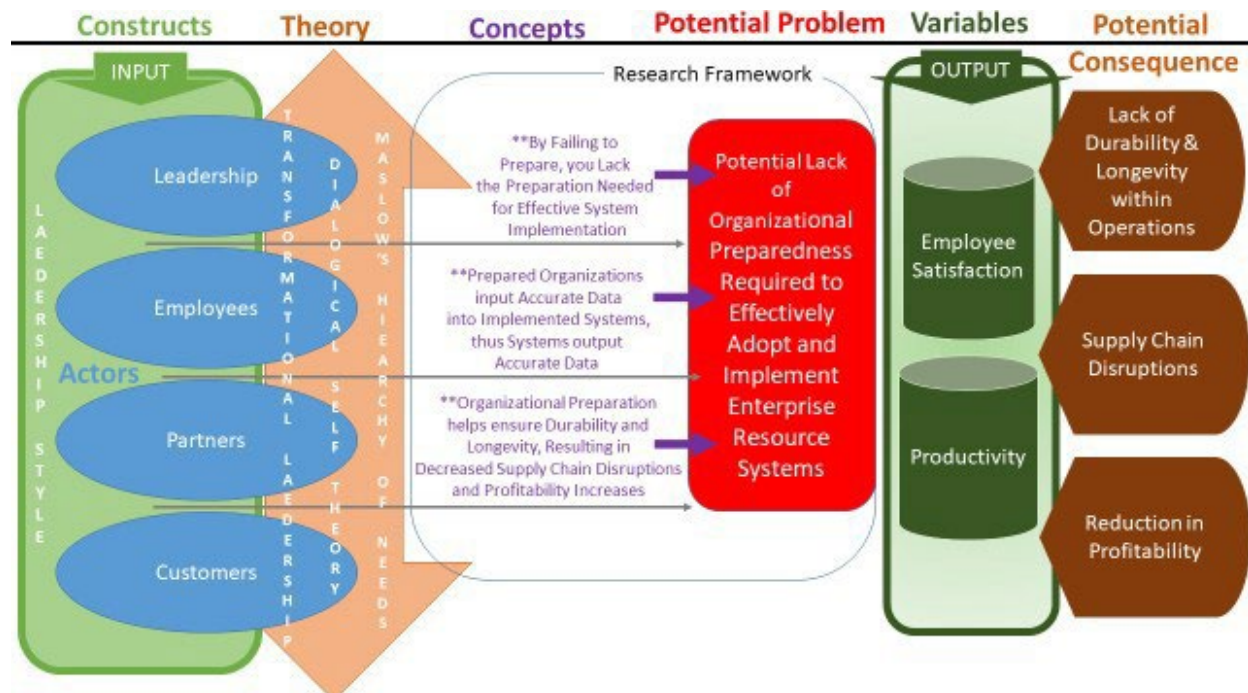 Constructs
Theory
Concepts
Potential Problem
Variables
Potential
Consequence
INPUT
LAEDERSHIP STYLE
Leadership
Employees
Actors
Partners
Customers
TRANSFORMATIONAL LAEDERSHIP
DIALOGICAL SELF THEORY
MASLOW'S HIEARCHY OF NEEDS
Research Framework
**By Failing to
Prepare, you Lack
the Preparation Needed
for Effective System
Implementation
**Prepared Organizations
input Accurate Data
into Implemented Systems,
thus Systems output
Accurate Data
**Organizational Preparation
helps ensure Durability and
Longevity, Resulting in
Decreased Supply Chain Disruptions
and Profitability Increases
Potential Lack
of
Organizational
Preparedness
Required to
Effectively
Adopt and
Implement
Enterprise
Resource
Systems
OUTPUT
Employee
Satisfaction
Productivity
Lack of
Durability &
Longevity
within
Operations
Supply Chain
Disruptions
Reduction in
Profitability